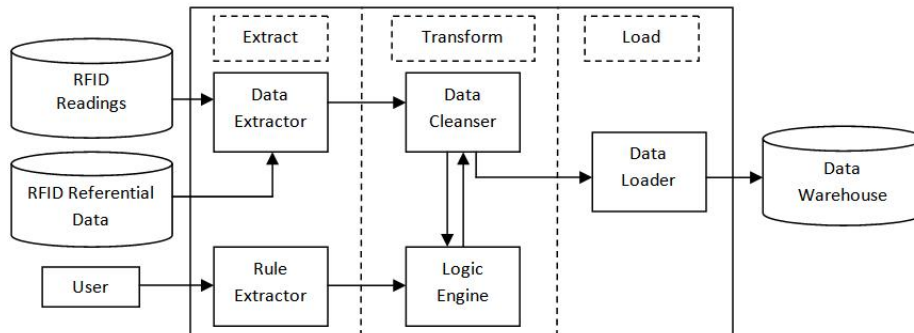 Extract
Transform
Load
RFID
Readings
Data
Extractor
Data
Cleanser
RFID Referential
Data
Data
Loader
Data
Warehouse
User
Rule
Extractor
Logic
Engine